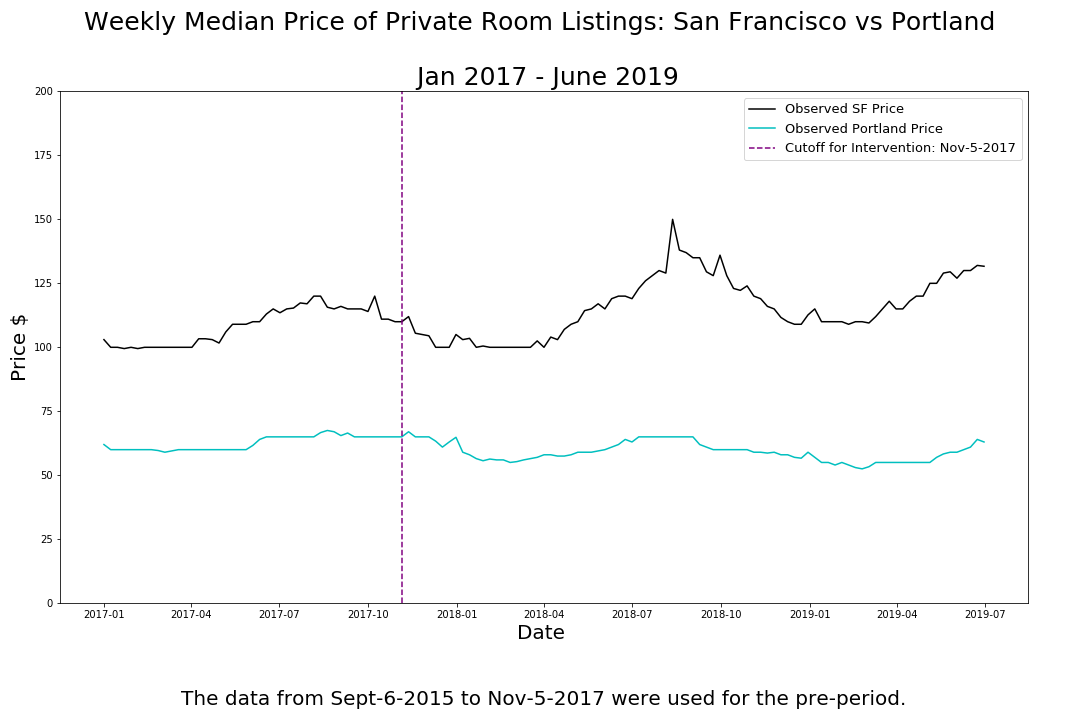 Weekly Median Price of Private Room Listings: San Francisco vs Portland
Jan 2017 - June 2019
Observed SF Price
Observed Portland Price
Cutoff for Intervention: Nov-5-2017
Price $
200
175
150
125
100
75
50
25
0
2017-01 2017-04 2017-07 2017-10 2018-01 2018-04 2018-07 2018-10 2019-01 2019-04 2019-07
Date
The data from Sept-6-2015 to Nov-5-2017 were used for the pre-period.